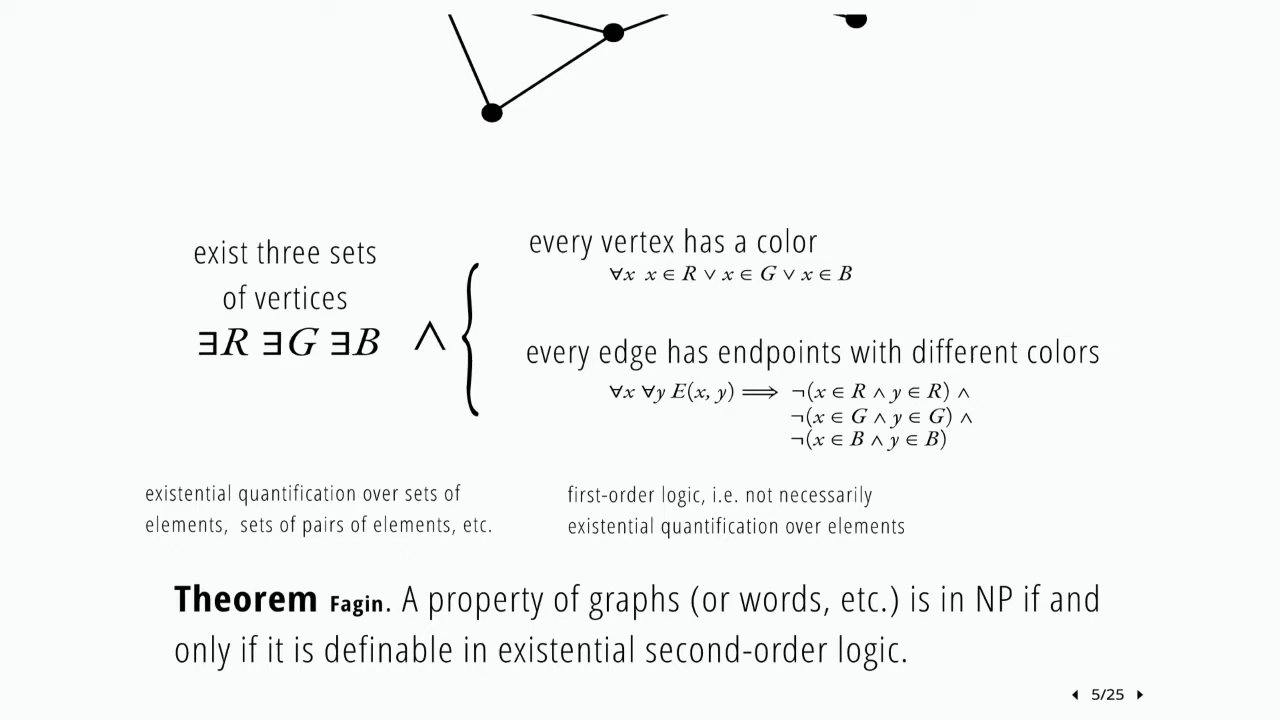 exist three sets
of vertices
∃R ∃G ∃B ∧ {
every vertex has a color
∀x x ∈ R ∨ x ∈ G ∨ x ∈ B
every edge has endpoints with different colors
∀x ∀y E(x, y) ⟹ ¬(x ∈ R ∧ y ∈ R) ∧
¬(x ∈ G ∧ y ∈ G) ∧
¬(x ∈ B ∧ y ∈ B)
existential quantification over sets of
elements, sets of pairs of elements, etc.
first-order logic, i.e. not necessarily
existential quantification over elements
Theorem Fagin. A property of graphs (or words, etc.) is in NP if and
only if it is definable in existential second-order logic.
5/25